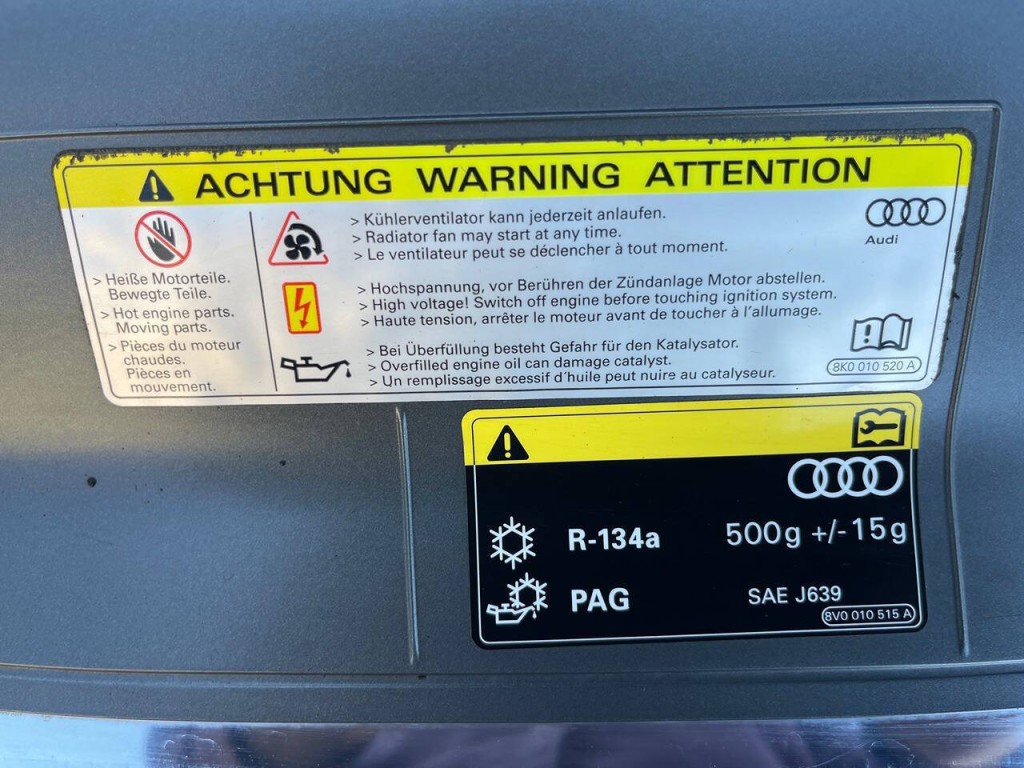 ACHTUNG WARNING ATTENTION
> Heiße Motorteile.
Bewegte Teile.
> Hot engine parts.
Moving parts.
> Pièces du moteur
chaudes.
Pièces en
mouvement.
> Kühlerventilator kann jederzeit anlaufen.
> Radiator fan may start at any time.
> Le ventilateur peut se déclencher à tout moment.
> Hochspannung, vor Berühren der Zündanlage Motor abstellen.
> High voltage! Switch off engine before touching ignition system.
> Haute tension, arrêter le moteur avant de toucher à l'allumage.
> Bei Überfüllung besteht Gefahr für den Katalysator.
> Overfilled engine oil can damage catalyst.
> Un remplissage excessif d´huile peut nuire au catalyseur.
Audi
8K0 010 520 A
R-134a 500g +/- 15g
PAG SAE J639
8V0 010 515 A